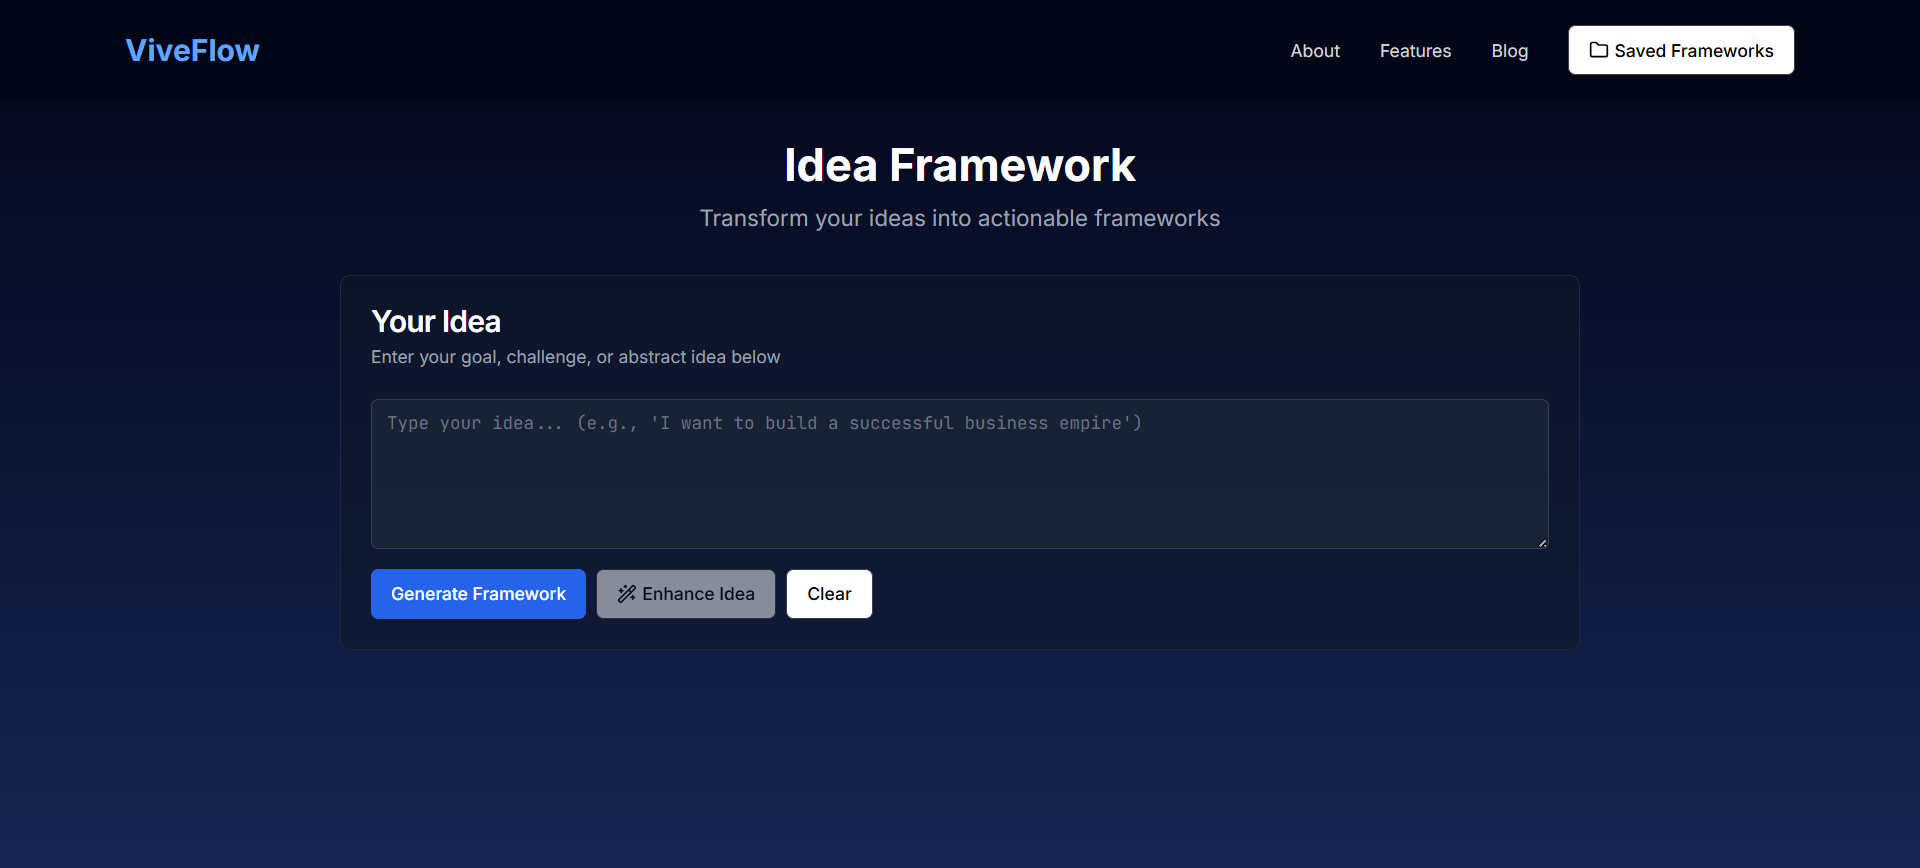 ViveFlow
About
Features
Blog
Saved Frameworks
Idea Framework
Transform your ideas into actionable frameworks
Your Idea
Enter your goal, challenge, or abstract idea below
Type your idea... (e.g., 'I want to build a successful business empire')
Generate Framework
Enhance Idea
Clear